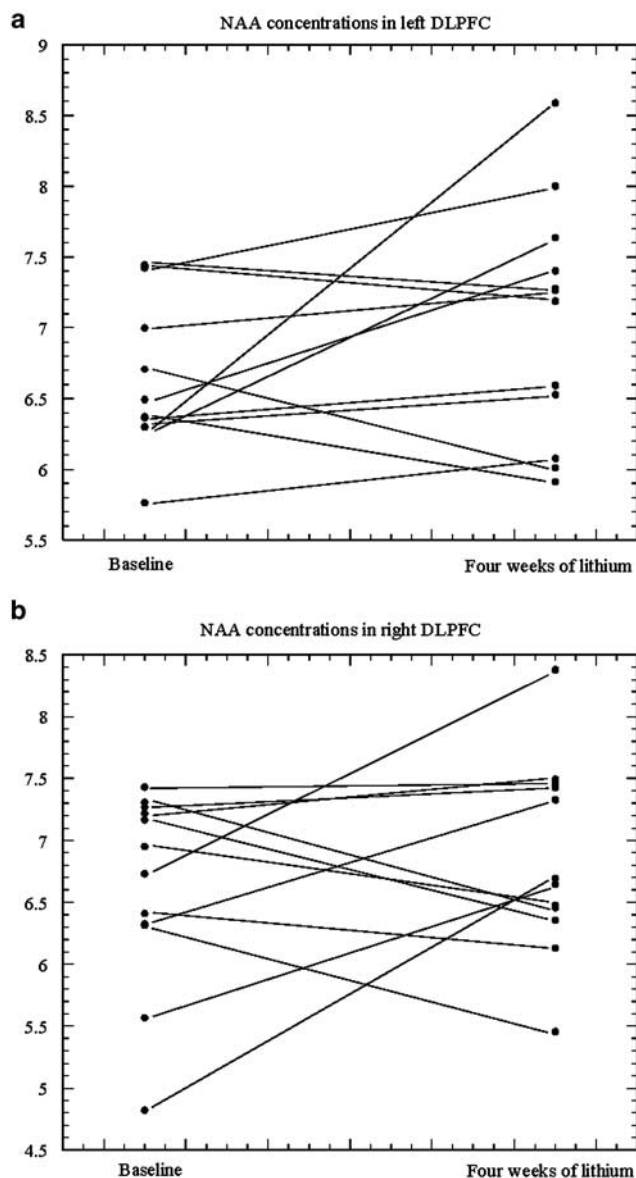 a
NAA concentrations in left DLPFC
9
8.5
8
7.5
7
6.5
6
5.5
Baseline
Four weeks of lithium
b
NAA concentrations in right DLPFC
8.5
8
7.5
7
6.5
6
5.5
5
4.5
Baseline
Four weeks of lithium